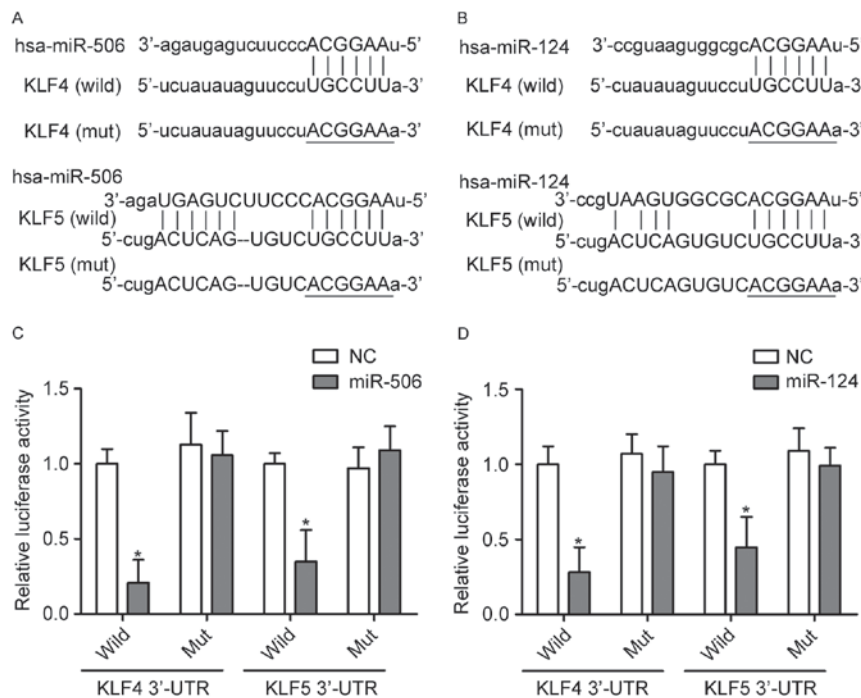 A
hsa-miR-506 3'-agaugagucuucccACGGAAu-5'
KLF4 (wild) 5'-ucuauauaguuccuUGCCUUa-3'
KLF4 (mut) 5'-ucuauauaguuccuACGGAAa-3'
hsa-miR-506
3'-agaUGAGUCUUCCCACGGAAu-5'
KLF5 (wild)
5'-cugACUCAG--UGUCUGCCUUa-3'
KLF5 (mut)
5'-cugACUCAG--UGUCACGGAAa-3'
B
hsa-miR-124 3'-ccguaaguggcgcACGGAAu-5'
KLF4 (wild) 5'-cuauauaguuccuUGCCUUa-3'
KLF4 (mut) 5'-cuauauaguuccuACGGAAa-3'
hsa-miR-124
3'-ccgUAAGUGGCGCACGGAAu-5'
KLF5 (wild)
5'-cugACUCAGUGUCUGCCUUa-3'
KLF5 (mut)
5'-cugACUCAGUGUCACGGAAa-3'
C
NC
miR-506
Relative luciferase activity
1.5
1.0
0.5
0.0
*
*
Wild
Mut
Wild
Mut
KLF4 3'-UTR
KLF5 3'-UTR
D
NC
miR-124
Relative luciferase activity
1.5
1.0
0.5
0.0
*
*
Wild
Mut
Wild
Mut
KLF4 3'-UTR
KLF5 3'-UTR